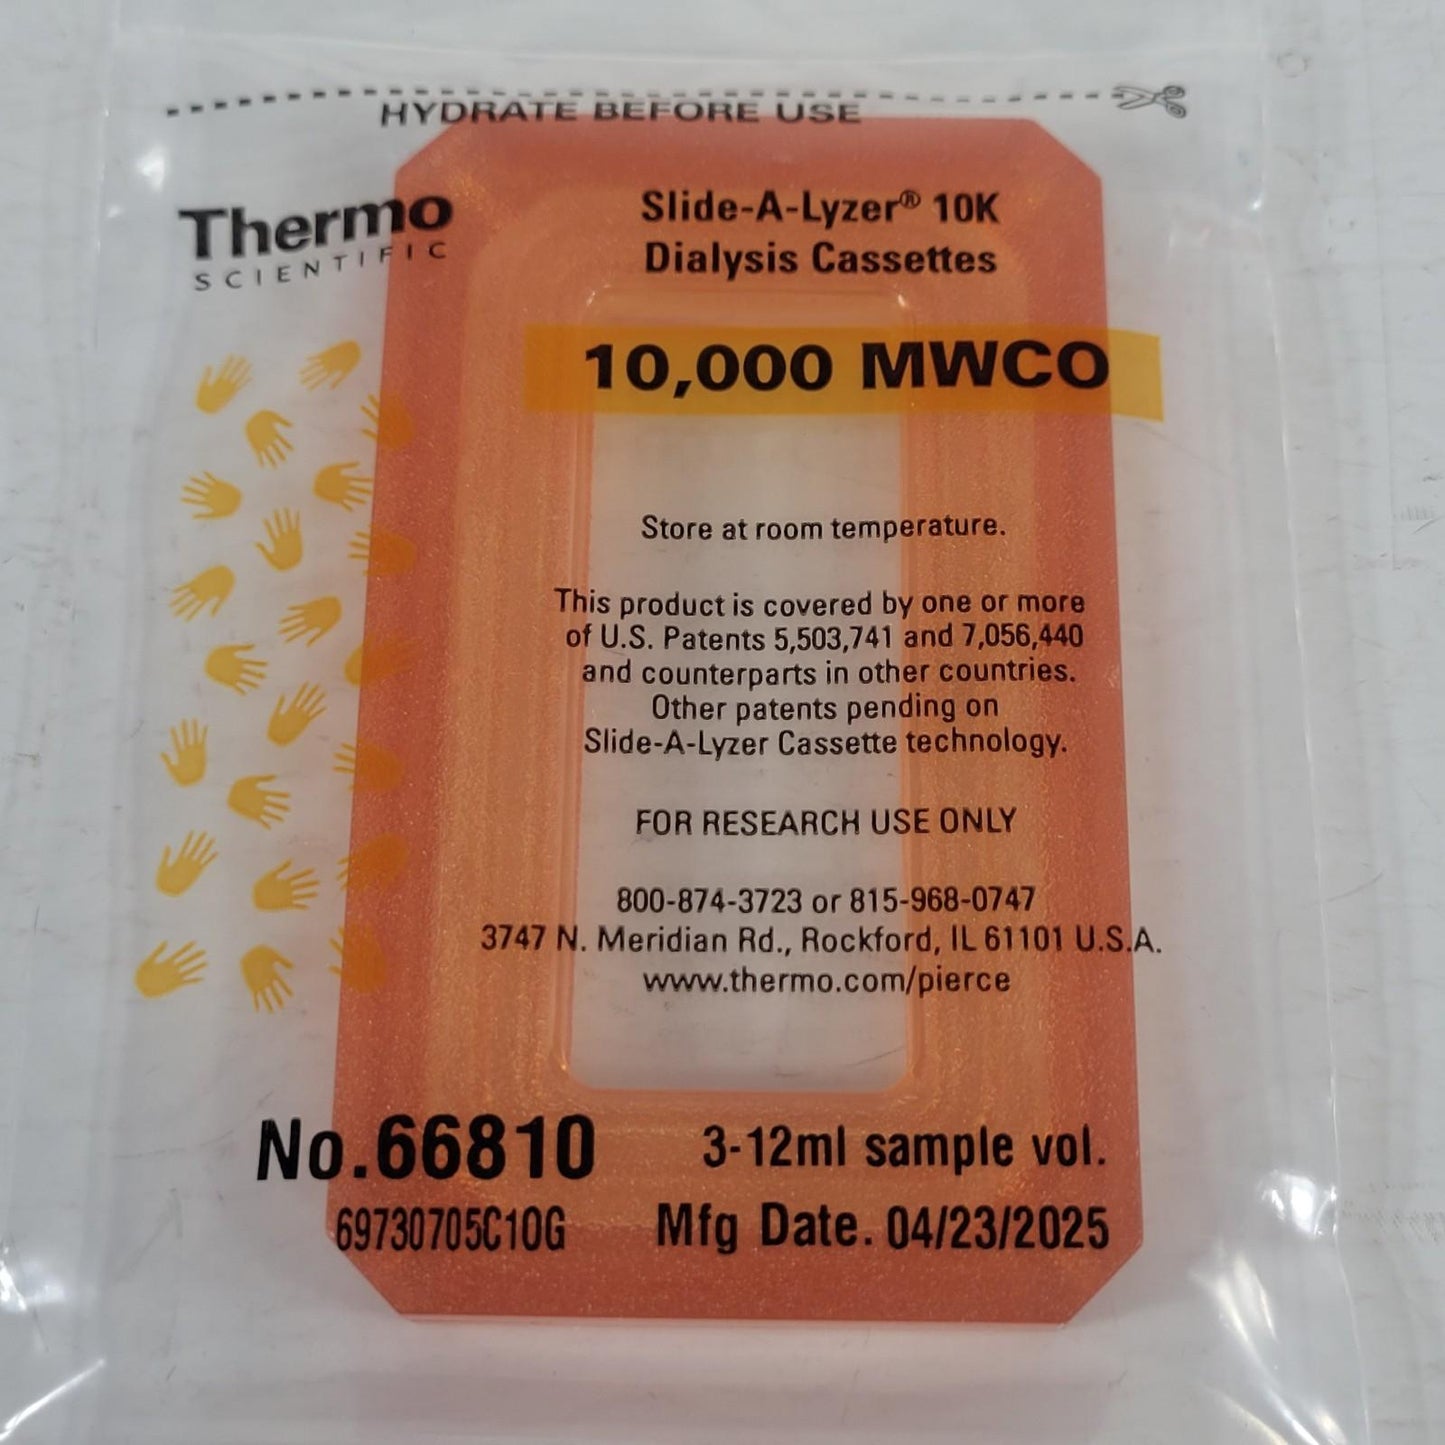 HYDRATE BEFORE USE
Thermo
SCIENTIFIC
Slide-A-Lyzer® 10K
Dialysis Cassettes
10,000 MWCO
Store at room temperature.
This product is covered by one or more
of U.S. Patents 5,503,741 and 7,056,440
and counterparts in other countries.
Other patents pending on
Slide-A-Lyzer Cassette technology.
FOR RESEARCH USE ONLY
800-874-3723 or 815-968-0747
3747 N. Meridian Rd., Rockford, IL 61101 U.S.A.
www.thermo.com/pierce
No.66810
3-12ml sample vol.
69730705C10G
Mfg Date. 04/23/2025